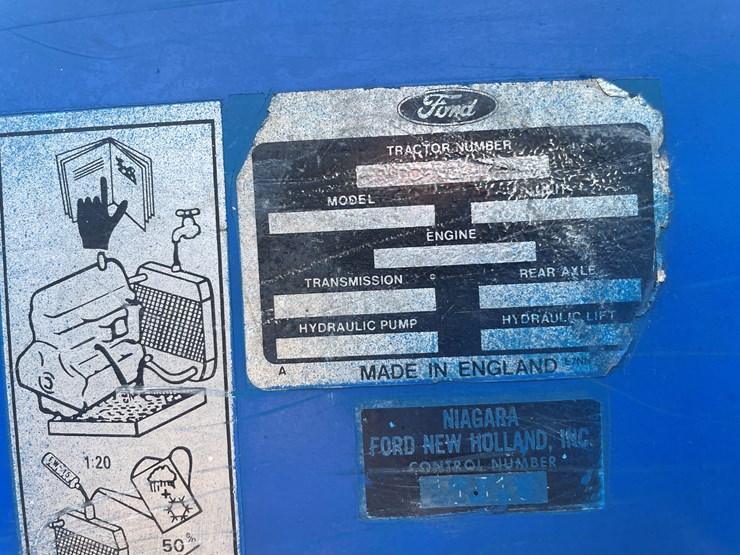 Ford
TRACTOR NUMBER
MODEL
UNIT
ENGINE
TRANSMISSION
REAR AXLE
HYDRAULIC PUMP
HYDRAULIC LIFT
A
MADE IN ENGLAND
NIAGARA
FORD NEW HOLLAND, INC.
CONTROL NUMBER
1:20
50%